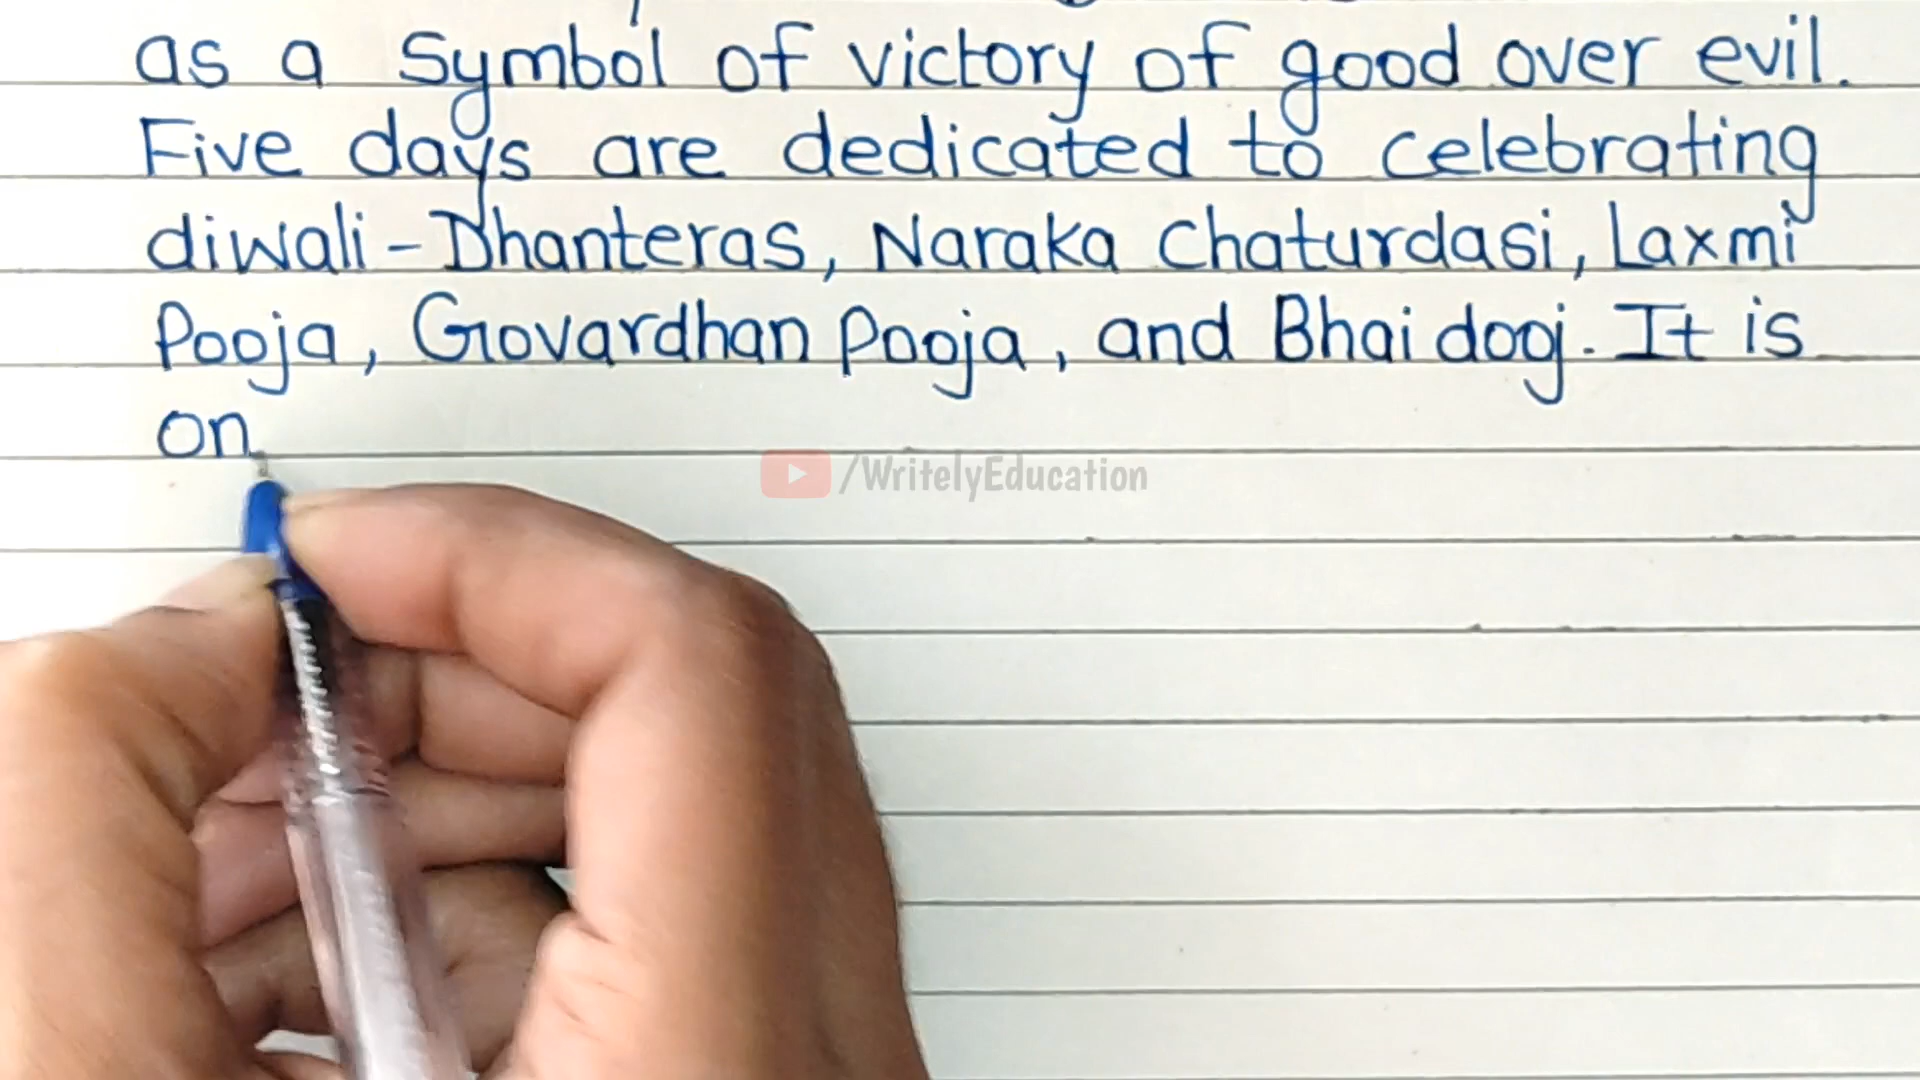 as a symbol of victory of good over evil.
Five days are dedicated to celebrating
diwali - Dhanteras, Naraka Chaturdasi, Laxmi
Pooja, Govardhan Pooja, and Bhai dooj. It is
on
/WritelyEducation